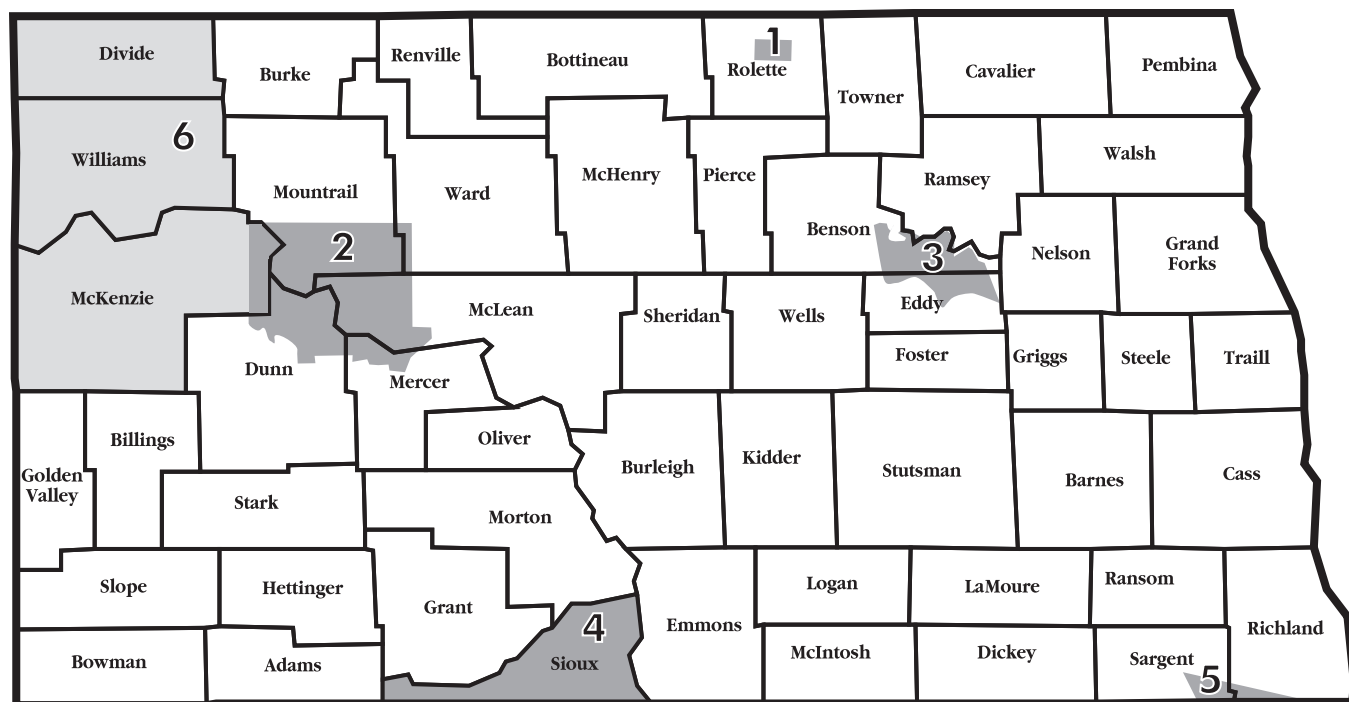 Divide
Burke
Renville
Bottineau
1
Rolette
Towner
Cavalier
Pembina
6
Williams
Mountrail
Ward
McHenry
Pierce
Benson
Ramsey
Walsh
2
3
Nelson
Grand
Forks
McKenzie
McLean
Sheridan
Wells
Eddy
Dunn
Mercer
Foster
Griggs
Steele
Traill
Golden
Valley
Billings
Oliver
Burleigh
Kidder
Stutsman
Barnes
Cass
Stark
Morton
Slope
Hettinger
Grant
4
Sioux
Emmons
Logan
LaMoure
Ransom
Richland
Bowman
Adams
McIntosh
Dickey
Sargent
5